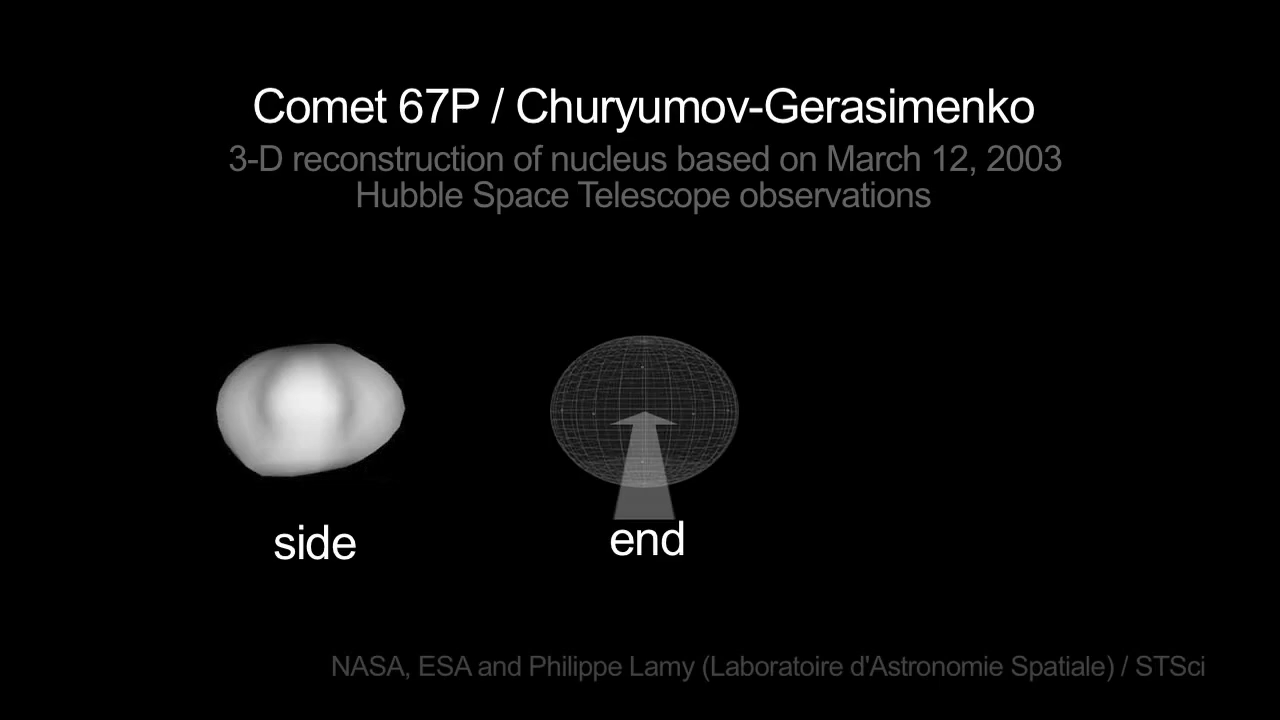 Comet 67P / Churyumov-Gerasimenko
3-D reconstruction of nucleus based on March 12, 2003
Hubble Space Telescope observations
side
end
NASA, ESA and Philippe Lamy (Laboratoire d'Astronomie Spatiale) / STSci